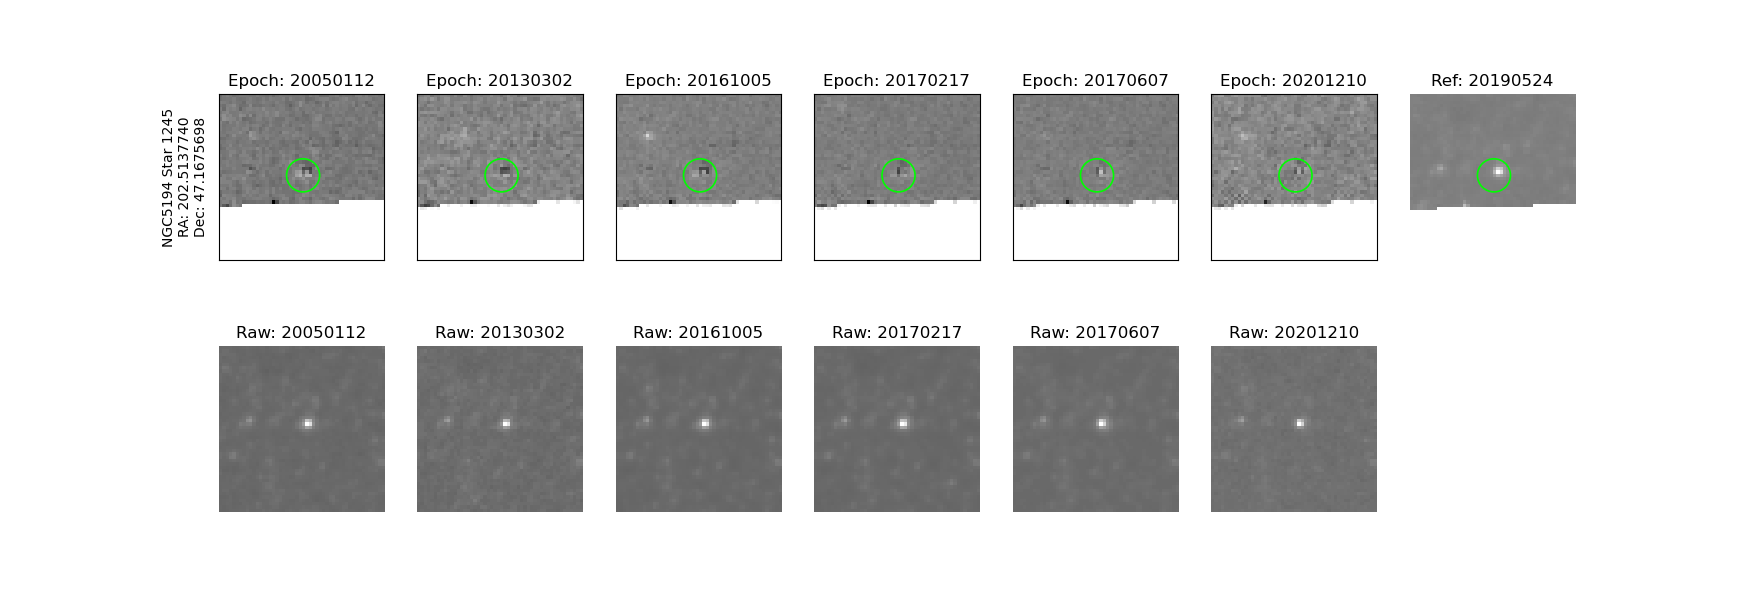 Epoch: 20050112
Epoch: 20130302
Epoch: 20161005
Epoch: 20170217
Epoch: 20170607
Epoch: 20201210
Ref: 20190524
NGC5194 Star 1245
RA: 202.5137740
Dec: 47.1675698
Raw: 20050112
Raw: 20130302
Raw: 20161005
Raw: 20170217
Raw: 20170607
Raw: 20201210